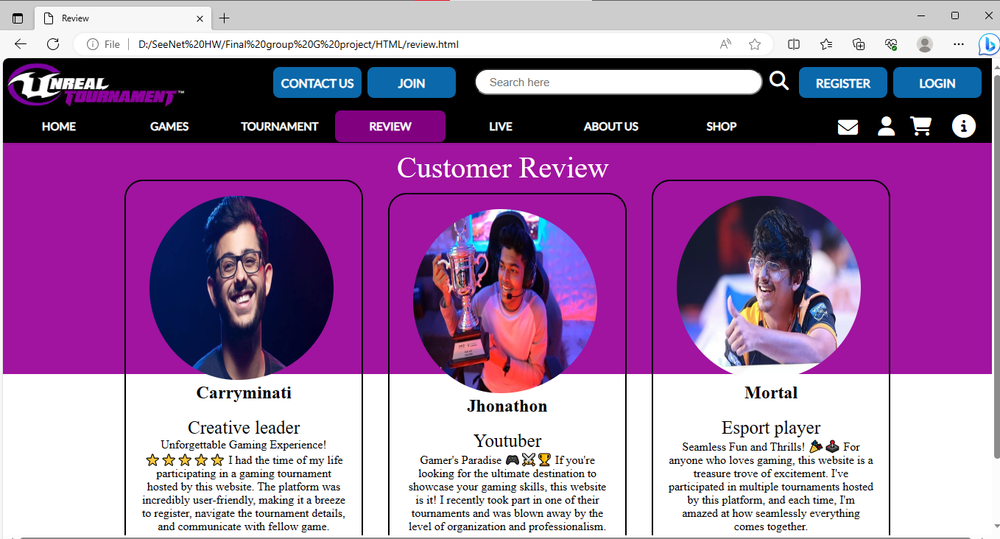 Review
File
D:/SeeNet%20HW/Final%20group%20G%20project/HTML/review.html
UNREAL
TOURNAMENT™
CONTACT US
JOIN
Search here
REGISTER
LOGIN
HOME
GAMES
TOURNAMENT
REVIEW
LIVE
ABOUT US
SHOP
Customer Review
Carryminati
Creative leader
Unforgettable Gaming Experience!
⭐⭐⭐⭐⭐ I had the time of my life
participating in a gaming tournament
hosted by this website. The platform was
incredibly user-friendly, making it a breeze
to register, navigate the tournament details,
and communicate with fellow game.
Jhonathon
Youtuber
Gamer's Paradise 🎮⚔️🏆 If you're
looking for the ultimate destination to
showcase your gaming skills, this website
is it! I recently took part in one of their
tournaments and was blown away by the
level of organization and professionalism.
Mortal
Esport player
Seamless Fun and Thrills! 🎉🕹️ For
anyone who loves gaming, this website is a
treasure trove of excitement. I've
participated in multiple tournaments hosted
by this platform, and each time, I'm
amazed at how seamlessly everything
comes together.